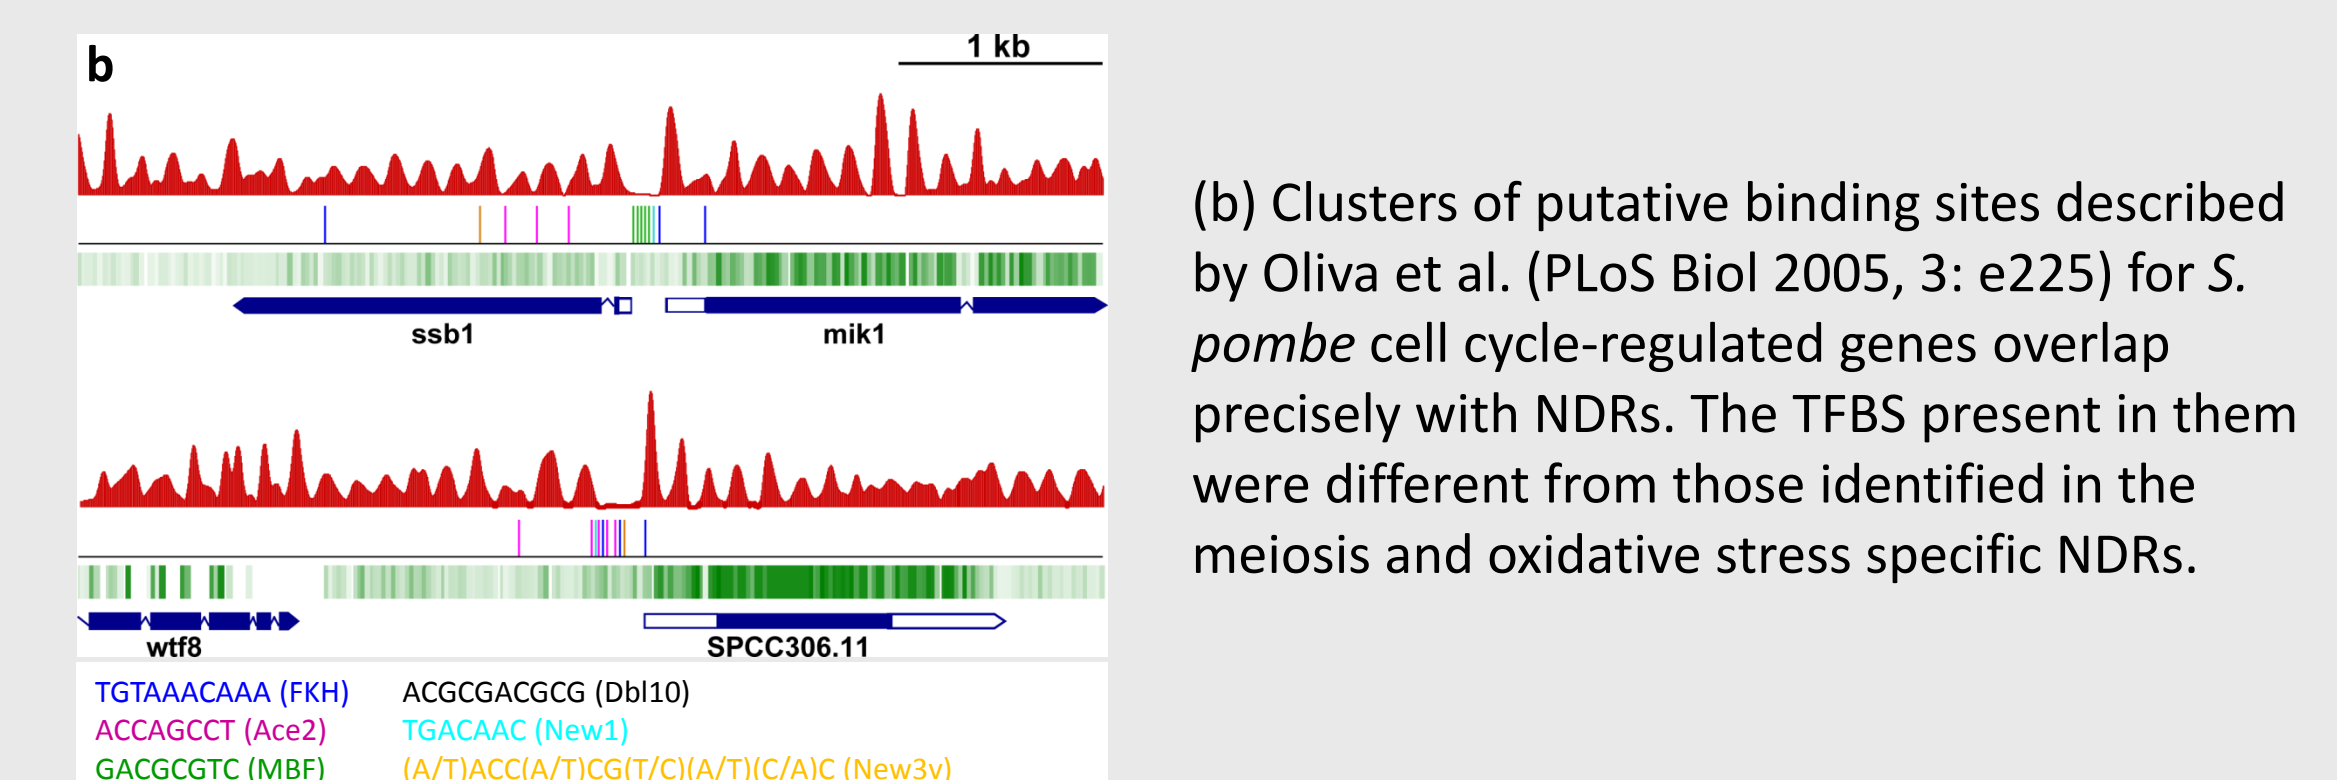 b
1 kb
ssb1
mik1
wtf8
SPCC306.11
TGTAAACAAA (FKH)
ACGCGACGCG (Dbl10)
ACCAGCCT (Ace2)
TGACAAC (New1)
GACGCGTC (MBF)
(A/T)ACC(A/T)CG(T/C)(A/T)(C/A)C (New3v)
(b) Clusters of putative binding sites described
by Oliva et al. (PLoS Biol 2005, 3: e225) for S.
pombe cell cycle-regulated genes overlap
precisely with NDRs. The TFBS present in them
were different from those identified in the
meiosis and oxidative stress specific NDRs.